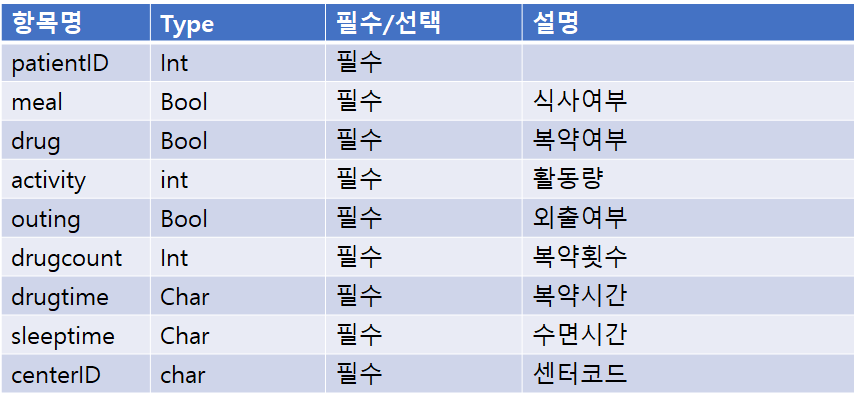 항목명 Type 필수/선택 설명
patientID Int 필수
meal Bool 필수 식사여부
drug Bool 필수 복약여부
activity int 필수 활동량
outing Bool 필수 외출여부
drugcount Int 필수 복약횟수
drugtime Char 필수 복약시간
sleeptime Char 필수 수면시간
centerID char 필수 센터코드